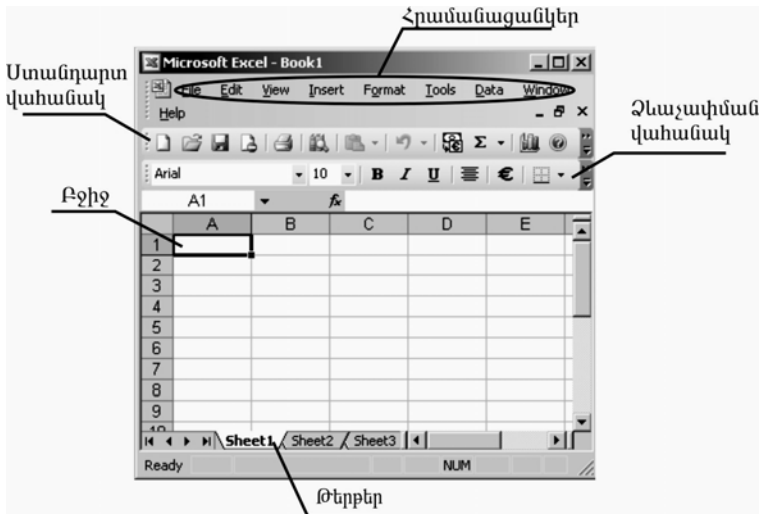 Հրամանացանկեր
Microsoft Excel - Book1
Ստանդարտ
վահանակ
File Edit View Insert Format Tools Data Window
Help
Ձևաչափման
վահանակ
Arial 10 B I U € Σ
Բջիջ
A1 fx
A B C D E
1
2
3
4
5
6
7
8
9
10
Sheet1 Sheet2 Sheet3
Ready NUM
Թերթեր